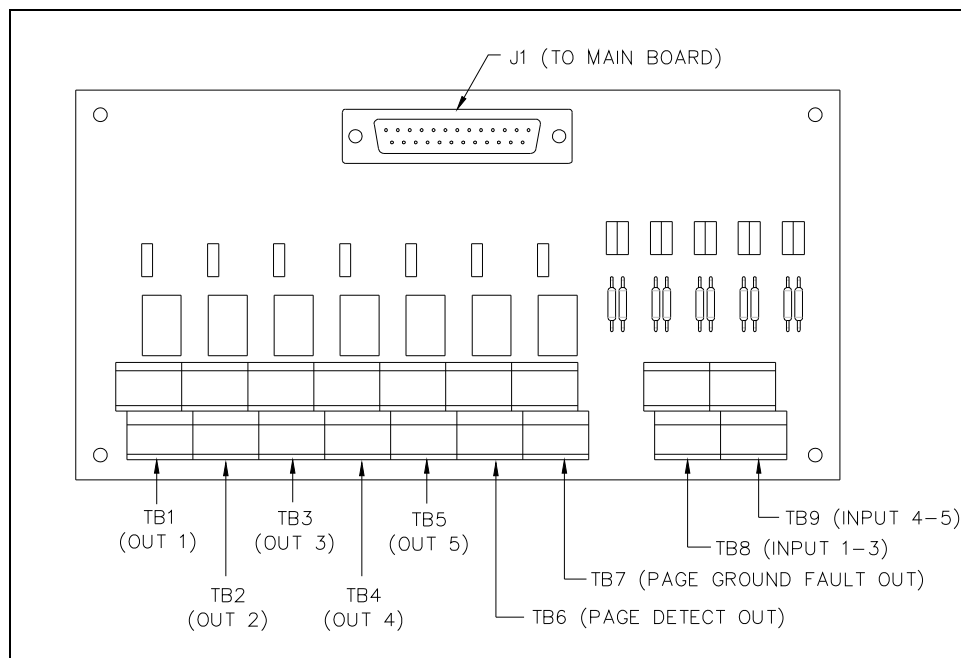 J1 (TO MAIN BOARD)
TB1
(OUT 1)
TB3
(OUT 3)
TB5
(OUT 5)
TB9 (INPUT 4-5)
TB8 (INPUT 1-3)
TB7 (PAGE GROUND FAULT OUT)
TB2
(OUT 2)
TB4
(OUT 4)
TB6 (PAGE DETECT OUT)